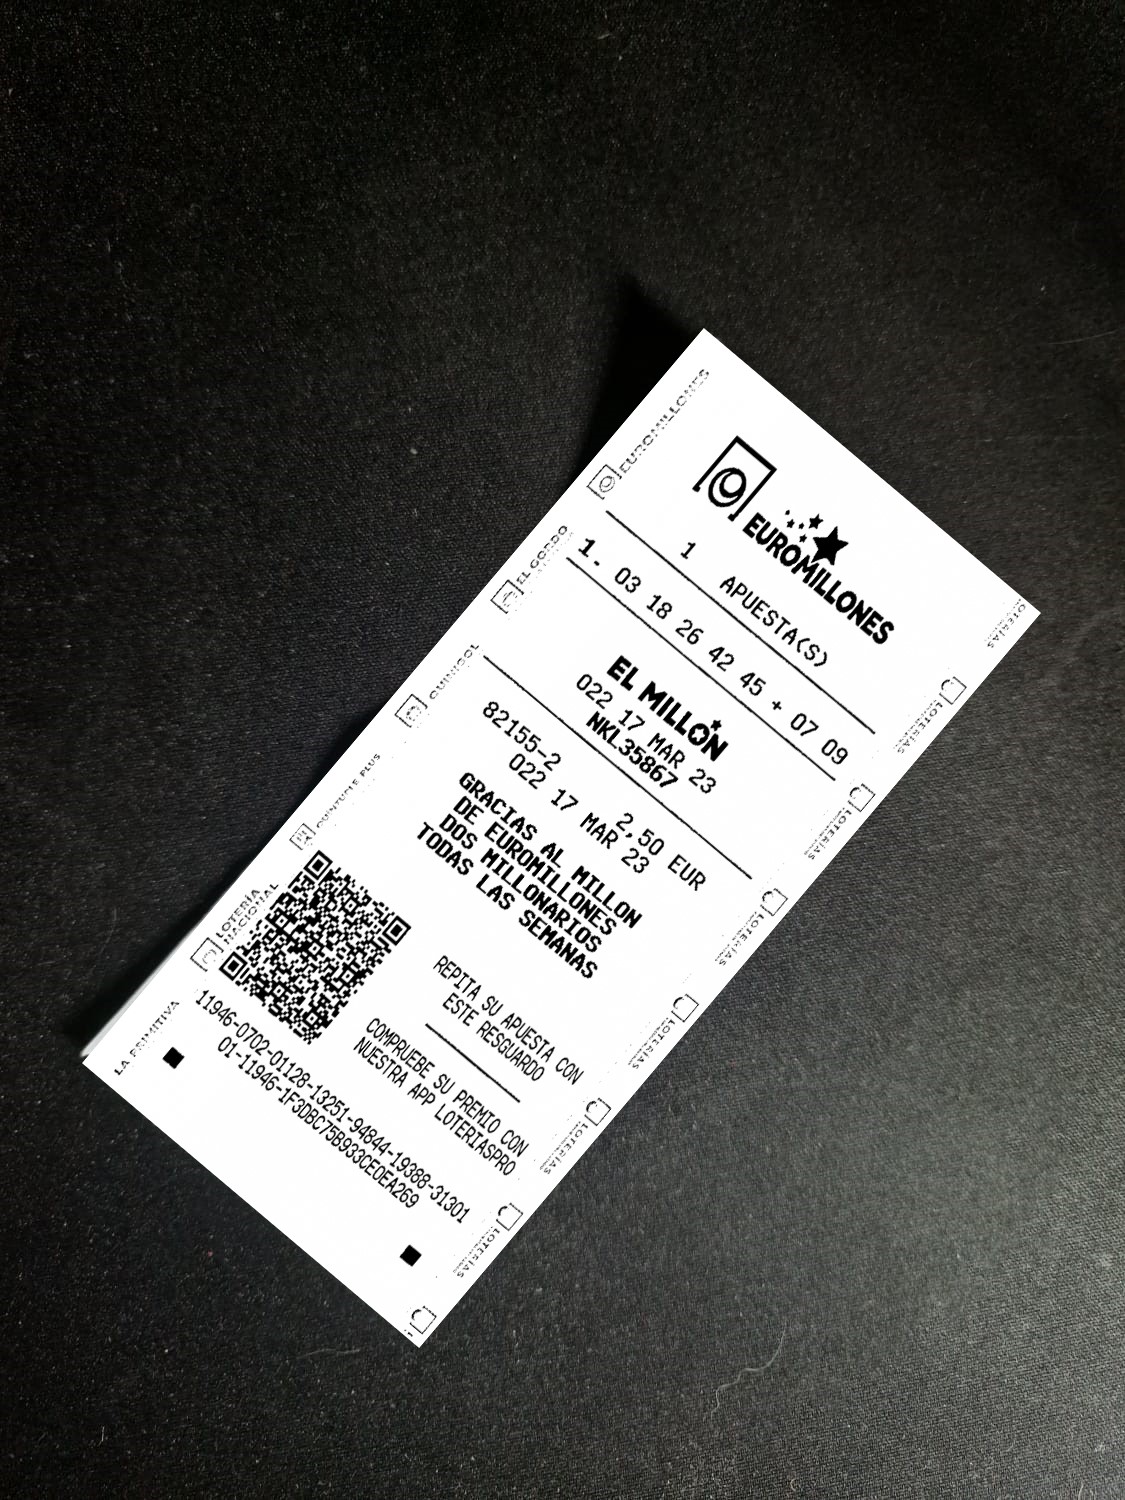 EUROMILLONES
1 APUESTA(S)
1. 03 18 26 42 45 + 07 09
EL MILLON
022 17 MAR 23
NKL35867
82155-2 2,50 EUR
022 17 MAR 23
GRACIAS AL MILLON
DE EUROMILLONES
DOS MILLONARIOS
TODAS LAS SEMANAS
REPITA SU APUESTA CON
ESTE RESGUARDO
COMPRUEBE SU PREMIO CON
NUESTRA APP LOTERIASPRO
11946-0702-01128-13251-94844-19388-31301
01-11946-1F3DBC75B933CE0EA269
EUROMILLONES
EL GORDO
QUINIGOL
QUINTUPLE PLUS
LOTERÍA
NACIONAL
LA PRIMITIVA
LOTERÍAS
LOTERÍAS
LOTERÍAS
LOTERÍAS
LOTERÍAS
LOTERÍAS